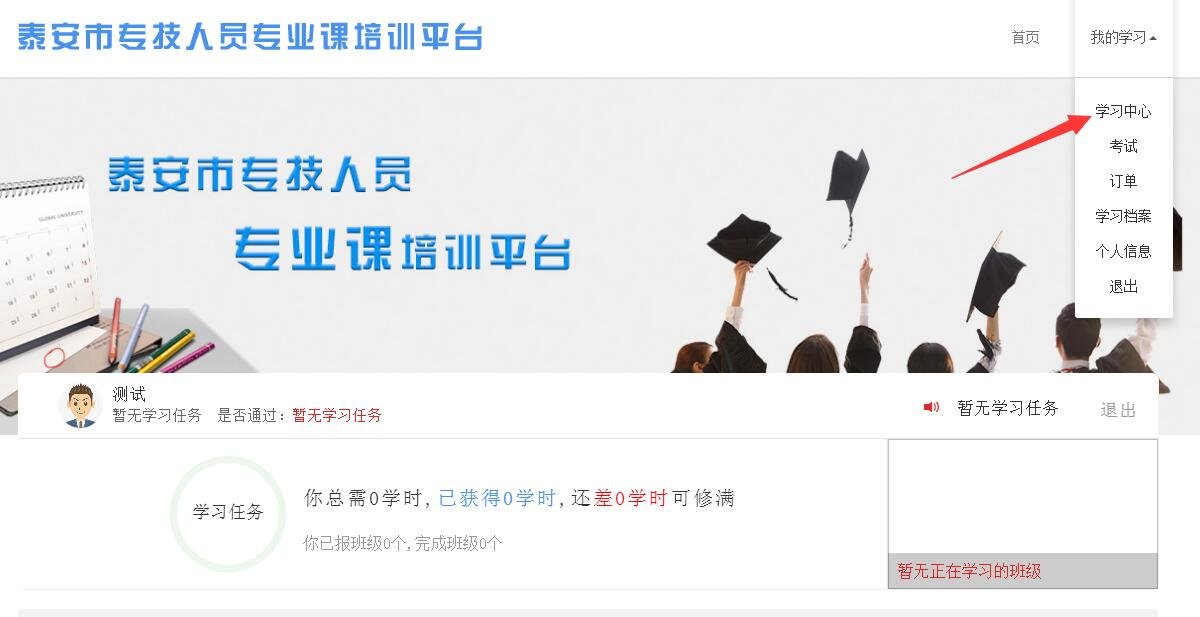 泰安市专技人员专业课培训平台
首页
我的学习
学习中心
考试
订单
学习档案
个人信息
退出
泰安市专技人员
专业课培训平台
GLOBAL UNIVERSITY
测试
暂无学习任务 是否通过：暂无学习任务
暂无学习任务
退出
学习任务
你总需0学时,已获得0学时,还差0学时可修满
你已报班级0个,完成班级0个
暂无正在学习的班级